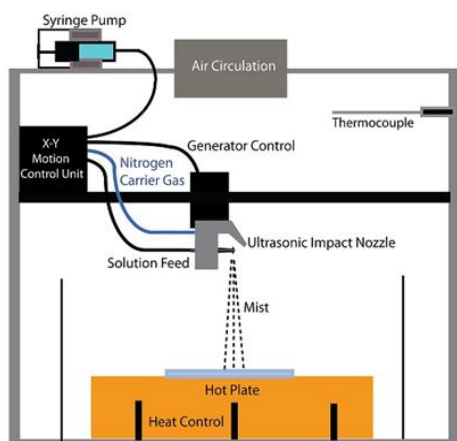 Syringe Pump
Air Circulation
Thermocouple
X-Y
Motion
Control Unit
Generator Control
Nitrogen
Carrier Gas
Ultrasonic Impact Nozzle
Solution Feed
Mist
Hot Plate
Heat Control